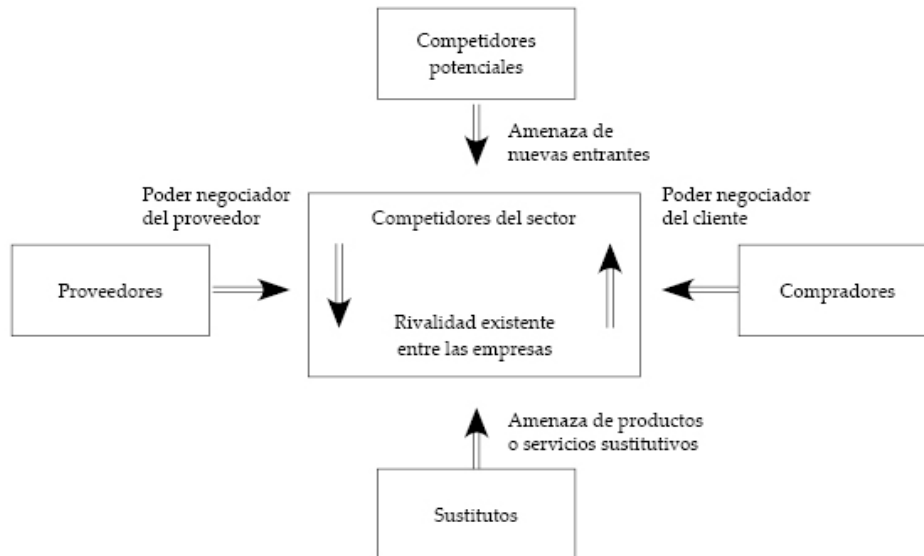 Competidores
potenciales
Amenaza de
nuevas entrantes
Poder negociador
del proveedor
Poder negociador
del cliente
Competidores del sector
Proveedores
Compradores
Rivalidad existente
entre las empresas
Amenaza de productos
o servicios sustitutivos
Sustitutos